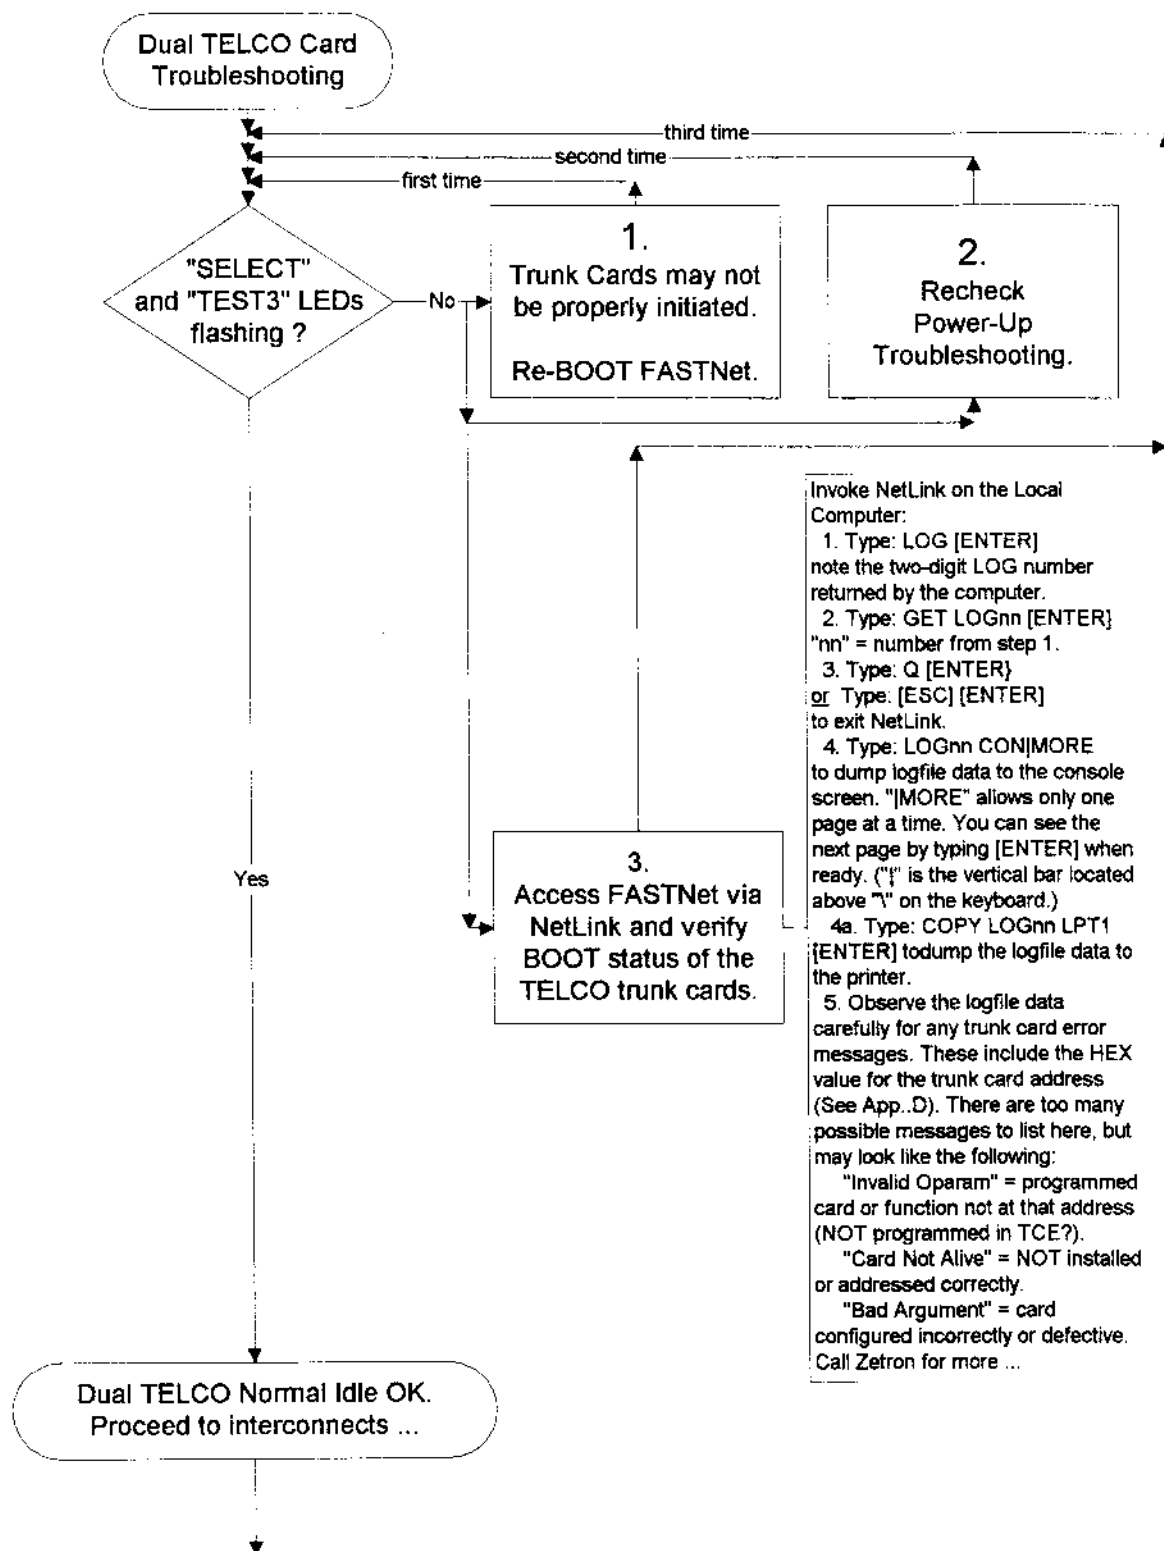 Dual TELCO Card
Troubleshooting
third time
second time
first time
"SELECT"
and "TEST3" LEDs
flashing ?
No
1.
Trunk Cards may not
be properly initiated.
Re-BOOT FASTNet.
2.
Recheck
Power-Up
Troubleshooting.
Invoke NetLink on the Local
Computer:
1. Type: LOG [ENTER]
note the two-digit LOG number
returned by the computer.
2. Type: GET LOGnn [ENTER]
"nn" = number from step 1.
3. Type: Q [ENTER}
or Type: [ESC] [ENTER]
to exit NetLink.
4. Type: LOGnn CON|MORE
to dump logfile data to the console
screen. "|MORE" allows only one
page at a time. You can see the
next page by typing [ENTER] when
ready. ("|" is the vertical bar located
above "\" on the keyboard.)
4a. Type: COPY LOGnn LPT1
[ENTER] todump the logfile data to
the printer.
5. Observe the logfile data
carefully for any trunk card error
messages. These include the HEX
value for the trunk card address
(See App..D). There are too many
possible messages to list here, but
may look like the following:
"Invalid Oparam" = programmed
card or function not at that address
(NOT programmed in TCE?).
"Card Not Alive" = NOT installed
or addressed correctly.
"Bad Argument" = card
configured incorrectly or defective.
Call Zetron for more ...
Yes
3.
Access FASTNet via
NetLink and verify
BOOT status of the
TELCO trunk cards.
Dual TELCO Normal Idle OK.
Proceed to interconnects ...